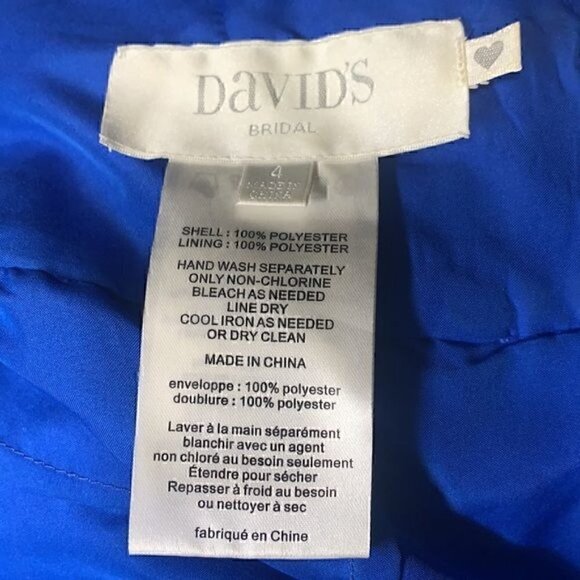 DaVID'S
BRIDAL
4
MADE IN
CHINA
SHELL : 100% POLYESTER
LINING : 100% POLYESTER
HAND WASH SEPARATELY
ONLY NON-CHLORINE
BLEACH AS NEEDED
LINE DRY
COOL IRON AS NEEDED
OR DRY CLEAN
MADE IN CHINA
enveloppe : 100% polyester
doublure : 100% polyester
Laver à la main séparément
blanchir avec un agent
non chloré au besoin seulement
Étendre pour sécher
Repasser à froid au besoin
ou nettoyer à sec
fabriqué en Chine